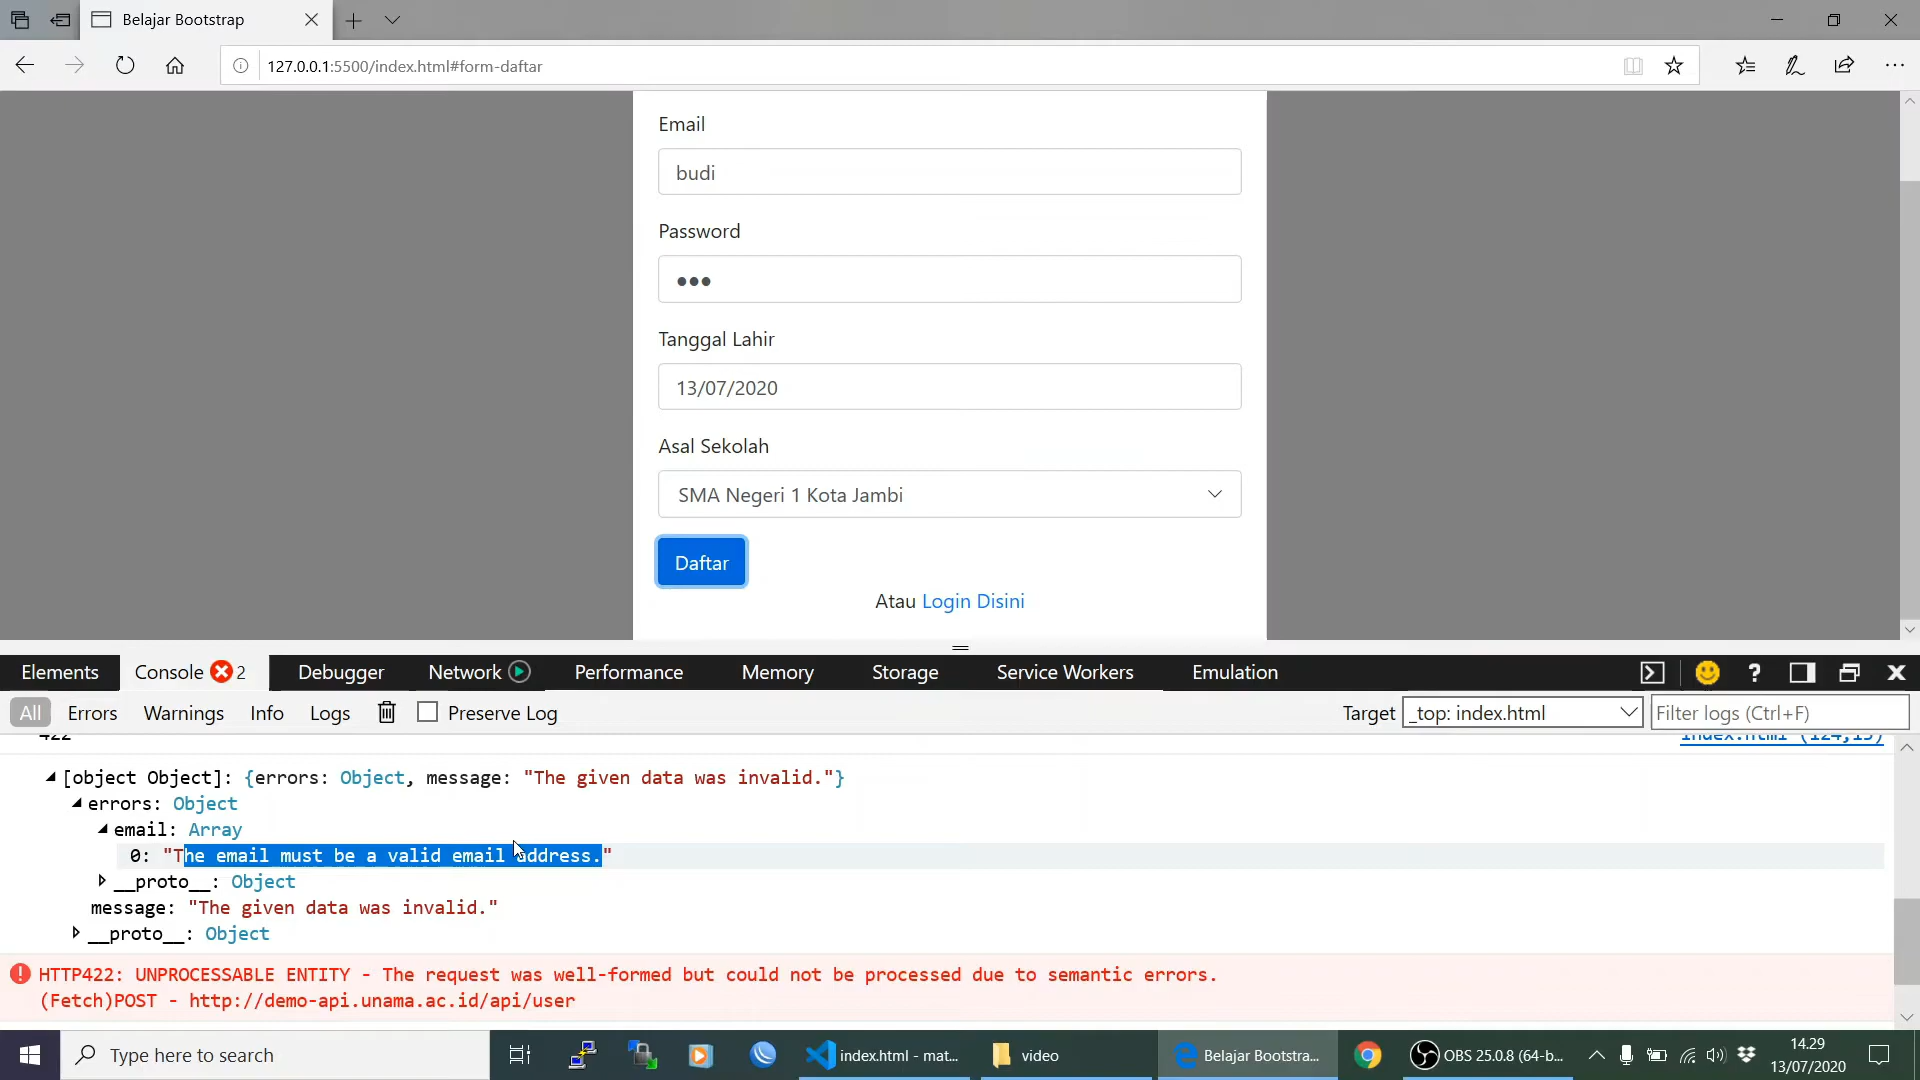 Belajar Bootstrap
127.0.0.1:5500/index.html#form-daftar
Email
budi
Password
Tanggal Lahir
13/07/2020
Asal Sekolah
SMA Negeri 1 Kota Jambi
Daftar
Atau Login Disini
Elements Console 2 Debugger Network Performance Memory Storage Service Workers Emulation ?
All Errors Warnings Info Logs Preserve Log Target _top: index.html Filter logs (Ctrl+F)
422 index.html (124,13)
[object Object]: {errors: Object, message: "The given data was invalid."}
errors: Object
email: Array
0: "The email must be a valid email address."
__proto__: Object
message: "The given data was invalid."
__proto__: Object
HTTP422: UNPROCESSABLE ENTITY - The request was well-formed but could not be processed due to semantic errors.
(Fetch)POST - http://demo-api.unama.ac.id/api/user
Type here to search
index.html - mat...
video
Belajar Bootstra...
OBS 25.0.8 (64-b...
14.29
13/07/2020